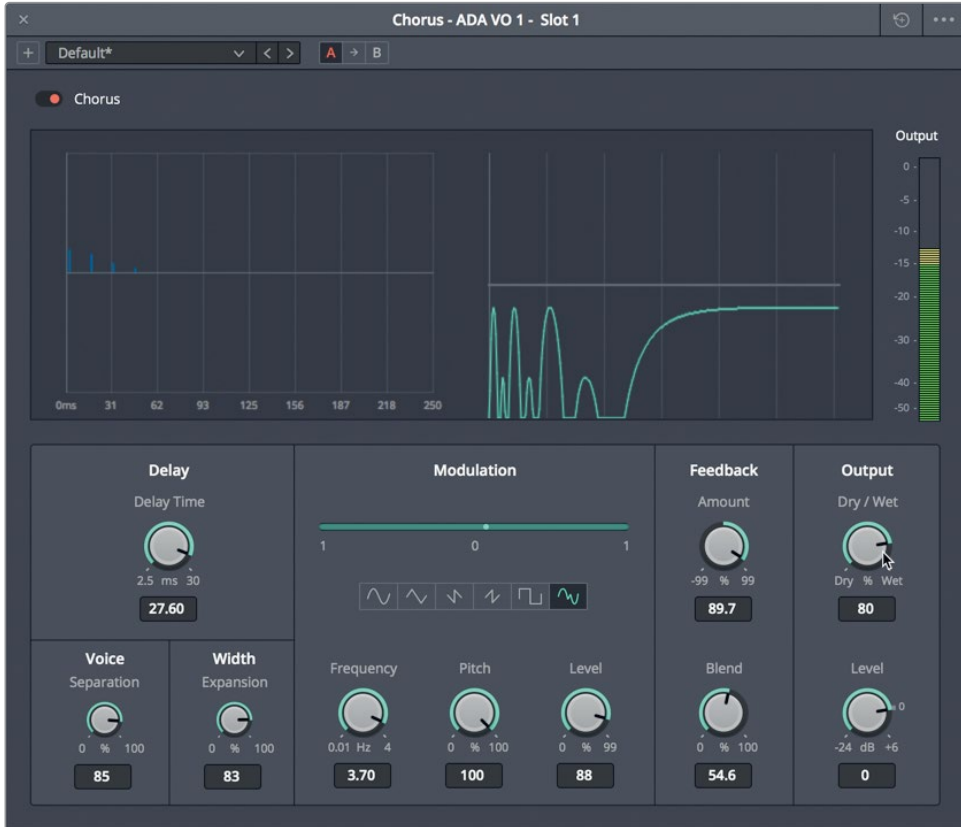 Chorus - ADA VO 1 - Slot 1
Default*
A
B
Chorus
Output
0
-5
-10
-15
-20
-30
-40
-50
0ms 31 62 93 125 156 187 218 250
Delay
Delay Time
2.5 ms 30
27.60
Voice
Separation
0 % 100
85
Width
Expansion
0 % 100
83
Modulation
1 0 1
Frequency
0.01 Hz 4
3.70
Pitch
0 % 100
100
Level
0 % 99
88
Feedback
Amount
-99 % 99
89.7
Blend
0 % 100
54.6
Output
Dry / Wet
Dry % Wet
80
Level
0
-24 dB +6
0